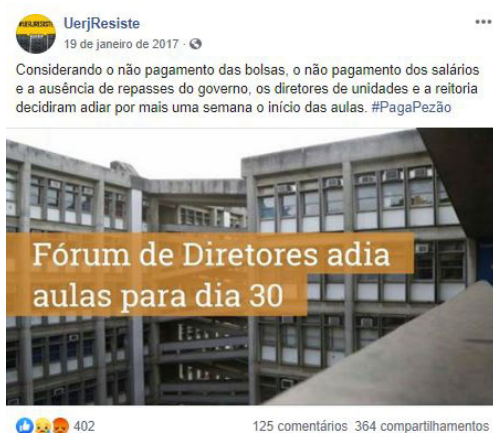 #UERJRESISTE
UerjResiste
19 de janeiro de 2017 ·
Considerando o não pagamento das bolsas, o não pagamento dos salários
e a ausência de repasses do governo, os diretores de unidades e a reitoria
decidiram adiar por mais uma semana o início das aulas. #PagaPezão
Fórum de Diretores adia
aulas para dia 30
402
125 comentários 364 compartilhamentos